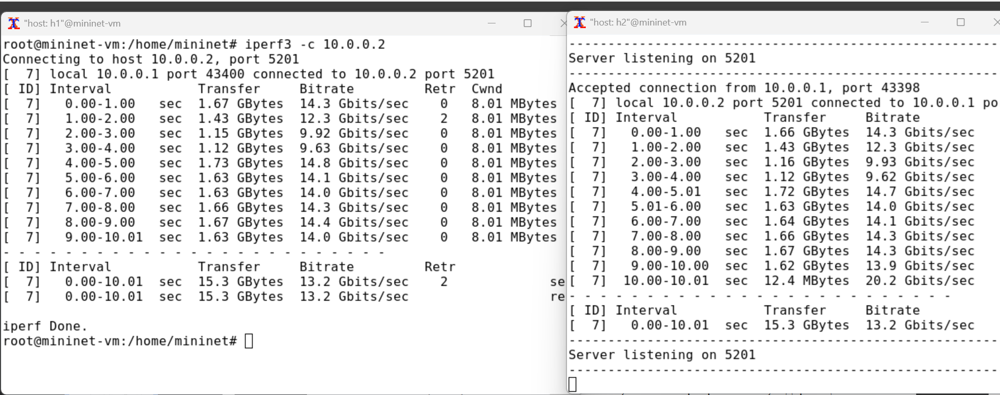 "host: h1"@mininet-vm
root@mininet-vm:/home/mininet# iperf3 -c 10.0.0.2
Connecting to host 10.0.0.2, port 5201
[  7] local 10.0.0.1 port 43400 connected to 10.0.0.2 port 5201
[ ID] Interval           Transfer     Bitrate         Retr  Cwnd
[  7]   0.00-1.00   sec  1.67 GBytes  14.3 Gbits/sec    0   8.01 MBytes
[  7]   1.00-2.00   sec  1.43 GBytes  12.3 Gbits/sec    2   8.01 MBytes
[  7]   2.00-3.00   sec  1.15 GBytes  9.92 Gbits/sec    0   8.01 MBytes
[  7]   3.00-4.00   sec  1.12 GBytes  9.63 Gbits/sec    0   8.01 MBytes
[  7]   4.00-5.00   sec  1.73 GBytes  14.8 Gbits/sec    0   8.01 MBytes
[  7]   5.00-6.00   sec  1.63 GBytes  14.1 Gbits/sec    0   8.01 MBytes
[  7]   6.00-7.00   sec  1.63 GBytes  14.0 Gbits/sec    0   8.01 MBytes
[  7]   7.00-8.00   sec  1.66 GBytes  14.3 Gbits/sec    0   8.01 MBytes
[  7]   8.00-9.00   sec  1.67 GBytes  14.4 Gbits/sec    0   8.01 MBytes
[  7]   9.00-10.01  sec  1.63 GBytes  14.0 Gbits/sec    0   8.01 MBytes
- - - - - - - - - - - - - - - - - - - - - - - - -
[ ID] Interval           Transfer     Bitrate         Retr
[  7]   0.00-10.01  sec  15.3 GBytes  13.2 Gbits/sec    2             se
[  7]   0.00-10.01  sec  15.3 GBytes  13.2 Gbits/sec                  re
iperf Done.
root@mininet-vm:/home/mininet#
"host: h2"@mininet-vm
-------------------------------------------------------
Server listening on 5201
-------------------------------------------------------
Accepted connection from 10.0.0.1, port 43398
[  7] local 10.0.0.2 port 5201 connected to 10.0.0.1 po
[ ID] Interval           Transfer     Bitrate
[  7]   0.00-1.00   sec  1.66 GBytes  14.3 Gbits/sec
[  7]   1.00-2.00   sec  1.43 GBytes  12.3 Gbits/sec
[  7]   2.00-3.00   sec  1.16 GBytes  9.93 Gbits/sec
[  7]   3.00-4.00   sec  1.12 GBytes  9.62 Gbits/sec
[  7]   4.00-5.01   sec  1.72 GBytes  14.7 Gbits/sec
[  7]   5.01-6.00   sec  1.63 GBytes  14.0 Gbits/sec
[  7]   6.00-7.00   sec  1.64 GBytes  14.1 Gbits/sec
[  7]   7.00-8.00   sec  1.66 GBytes  14.3 Gbits/sec
[  7]   8.00-9.00   sec  1.67 GBytes  14.3 Gbits/sec
[  7]   9.00-10.00  sec  1.62 GBytes  13.9 Gbits/sec
[  7]  10.00-10.01  sec  12.4 MBytes  20.2 Gbits/sec
- - - - - - - - - - - - - - - - - - - - - - - - -
[ ID] Interval           Transfer     Bitrate
[  7]   0.00-10.01  sec  15.3 GBytes  13.2 Gbits/sec
-------------------------------------------------------
Server listening on 5201
-------------------------------------------------------